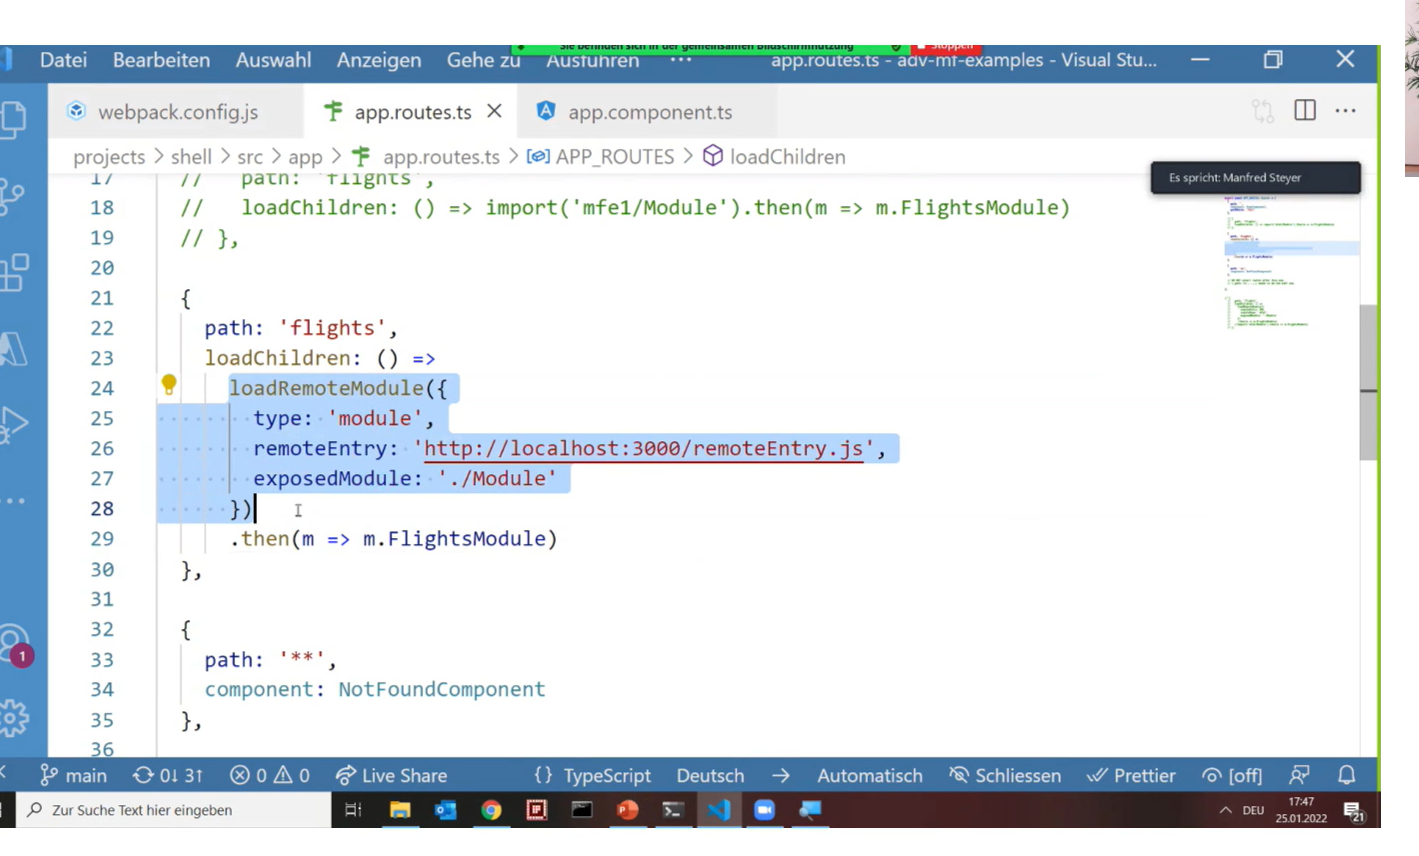 Sie befinden sich in der gemeinsamen Bildschirmnutzung Stoppen
Datei Bearbeiten Auswahl Anzeigen Gehe zu Ausführen ··· app.routes.ts - adv-mf-examples - Visual Stu...
webpack.config.js app.routes.ts app.component.ts
projects > shell > src > app > app.routes.ts > APP_ROUTES > loadChildren
Es spricht: Manfred Steyer
17 // path: 'flights',
18 // loadChildren: () => import('mfe1/Module').then(m => m.FlightsModule)
19 // },
20
21 {
22 path: 'flights',
23 loadChildren: () =>
24 loadRemoteModule({
25 type: 'module',
26 remoteEntry: 'http://localhost:3000/remoteEntry.js',
27 exposedModule: './Module'
28 })
29 .then(m => m.FlightsModule)
30 },
31
32 {
33 path: '**',
34 component: NotFoundComponent
35 },
36
1
main 0↓ 3↑ 0 0 Live Share {} TypeScript Deutsch → Automatisch Schliessen Prettier [off]
Zur Suche Text hier eingeben DEU 17:47
25.01.2022 21